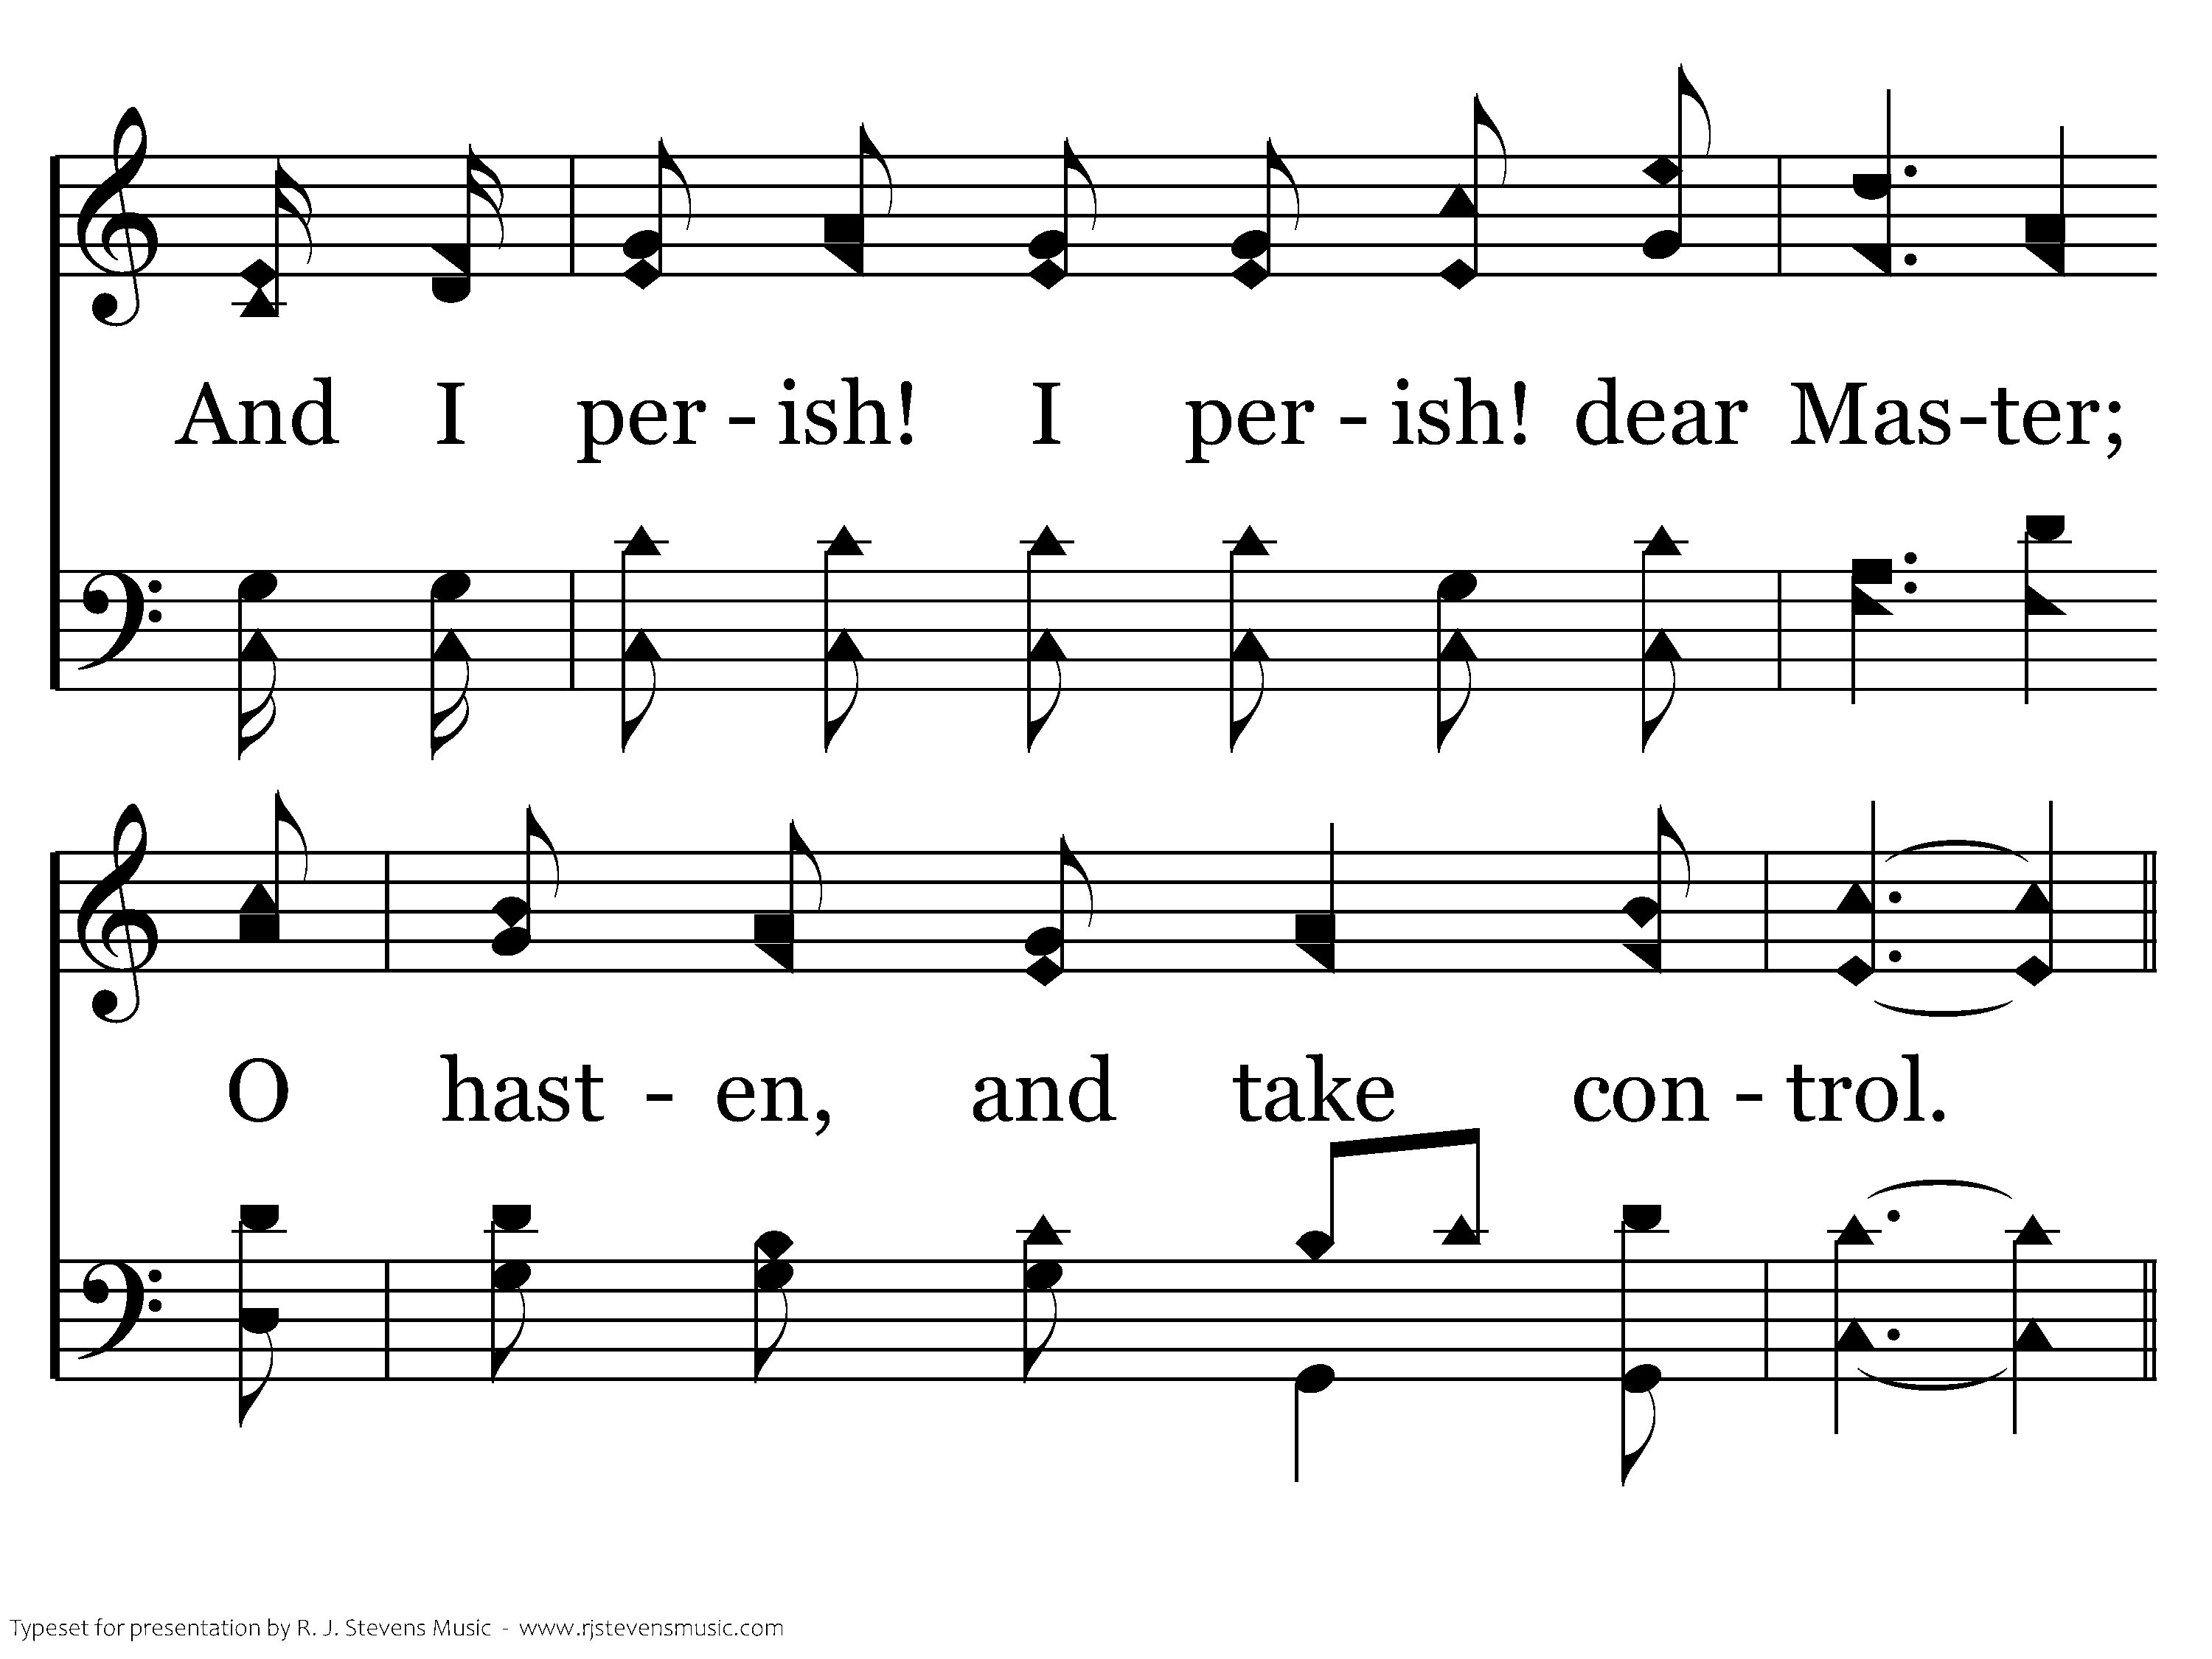 And I per - ish! I per - ish! dear Mas-ter;
O hast - en, and take con - trol.
Typeset for presentation by R. J. Stevens Music - www.rjstevensmusic.com